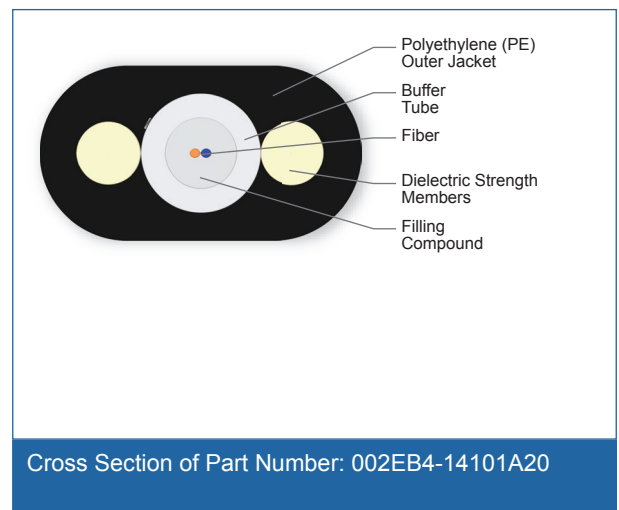 Polyethylene (PE)
Outer Jacket
Buffer
Tube
Fiber
Dielectric Strength
Members
Filling
Compound
Cross Section of Part Number: 002EB4-14101A20